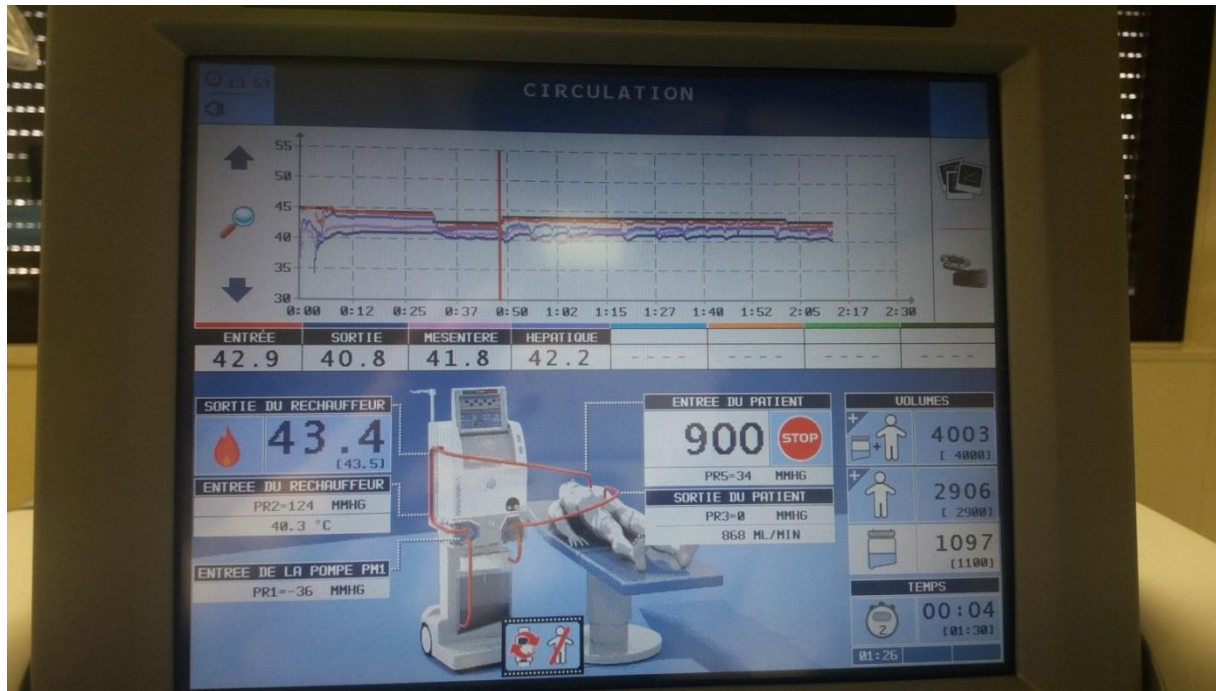 13 53
CIRCULATION
55
50
45
40
35
30
0:00 0:12 0:25 0:37 0:50 1:02 1:15 1:27 1:40 1:52 2:05 2:17 2:30
ENTRÉE SORTIE MESENTERE HEPATIQUE
42.9 40.8 41.8 42.2 ---- ---- ---- ----
SORTIE DU RECHAUFFEUR
43.4
[43.5]
ENTREE DU RECHAUFFEUR
PR2=124 MMHG
40.3 °C
ENTREE DE LA POMPE PM1
PR1=-36 MMHG
ENTREE DU PATIENT
900 STOP
PR5=34 MMHG
SORTIE DU PATIENT
PR3=0 MMHG
868 ML/MIN
VOLUMES
4003
[ 4000]
2906
[ 2900]
1097
[1100]
TEMPS
2 00:04
[01:30]
01:26